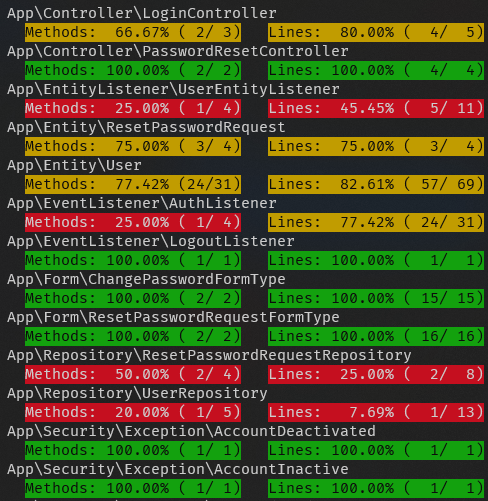 App\Controller\LoginController
  Methods:  66.67% ( 2/ 3)   Lines:  80.00% (  4/  5)
App\Controller\PasswordResetController
  Methods: 100.00% ( 2/ 2)   Lines: 100.00% (  4/  4)
App\EntityListener\UserEntityListener
  Methods:  25.00% ( 1/ 4)   Lines:  45.45% (  5/ 11)
App\Entity\ResetPasswordRequest
  Methods:  75.00% ( 3/ 4)   Lines:  75.00% (  3/  4)
App\Entity\User
  Methods:  77.42% (24/31)   Lines:  82.61% ( 57/ 69)
App\EventListener\AuthListener
  Methods:  25.00% ( 1/ 4)   Lines:  77.42% ( 24/ 31)
App\EventListener\LogoutListener
  Methods: 100.00% ( 1/ 1)   Lines: 100.00% (  1/  1)
App\Form\ChangePasswordFormType
  Methods: 100.00% ( 2/ 2)   Lines: 100.00% ( 15/ 15)
App\Form\ResetPasswordRequestFormType
  Methods: 100.00% ( 2/ 2)   Lines: 100.00% ( 16/ 16)
App\Repository\ResetPasswordRequestRepository
  Methods:  50.00% ( 2/ 4)   Lines:  25.00% (  2/  8)
App\Repository\UserRepository
  Methods:  20.00% ( 1/ 5)   Lines:   7.69% (  1/ 13)
App\Security\Exception\AccountDeactivated
  Methods: 100.00% ( 1/ 1)   Lines: 100.00% (  1/  1)
App\Security\Exception\AccountInactive
  Methods: 100.00% ( 1/ 1)   Lines: 100.00% (  1/  1)